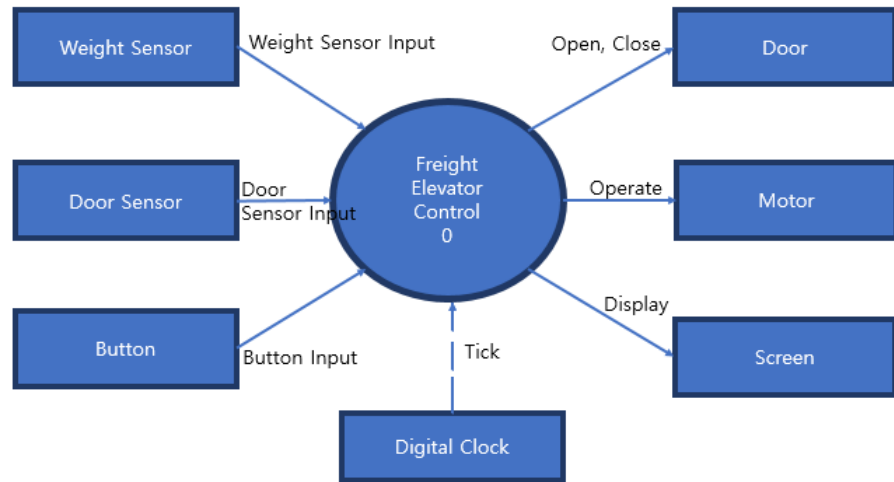 Weight Sensor
Weight Sensor Input
Open, Close
Door
Door Sensor
Door
Sensor Input
Freight
Elevator
Control
0
Operate
Motor
Button
Button Input
Tick
Display
Screen
Digital Clock